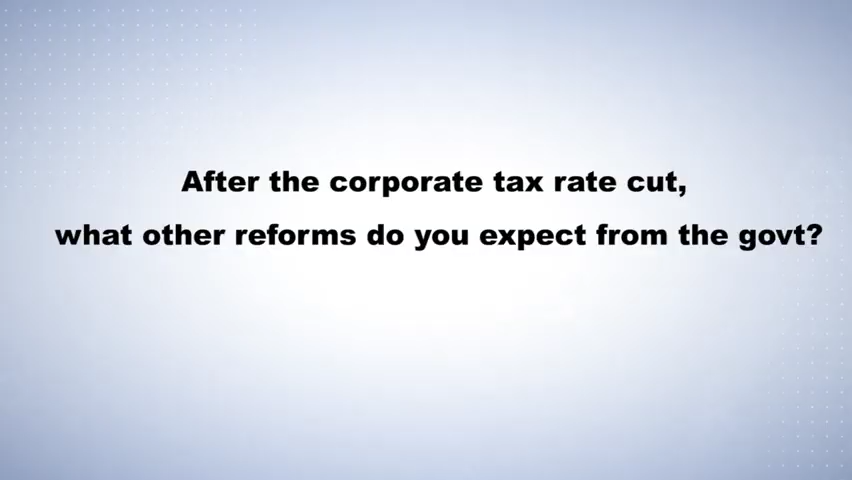 After the corporate tax rate cut,
what other reforms do you expect from the govt?